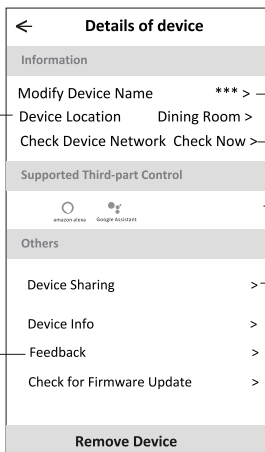 Details of device
Information
Modify Device Name *** >
Device Location Dining Room >
Check Device Network Check Now >
Supported Third-part Control
amazon alexa Google Assistant
Others
Device Sharing >
Device Info >
Feedback >
Check for Firmware Update >
Remove Device